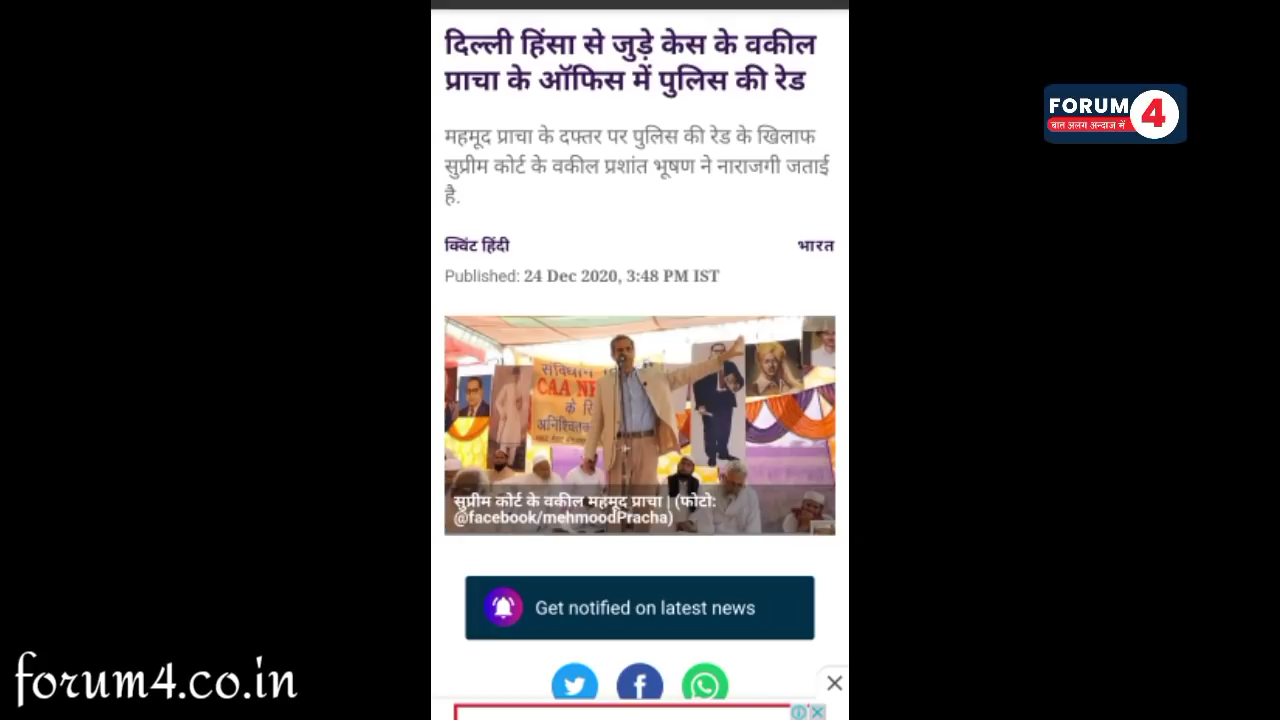 दिल्ली हिंसा से जुड़े केस के वकील
प्राचा के ऑफिस में पुलिस की रेड
FORUM 4
बात अलग अन्दाज में
महमूद प्राचा के दफ्तर पर पुलिस की रेड के खिलाफ
सुप्रीम कोर्ट के वकील प्रशांत भूषण ने नाराजगी जताई
है.
क्विंट हिंदी
भारत
Published: 24 Dec 2020, 3:48 PM IST
CAA
के
सुप्रीम कोर्ट के वकील महमूद प्राचा | (फोटो:
@facebook/mehmoodPracha)
Get notified on latest news
forum4.co.in